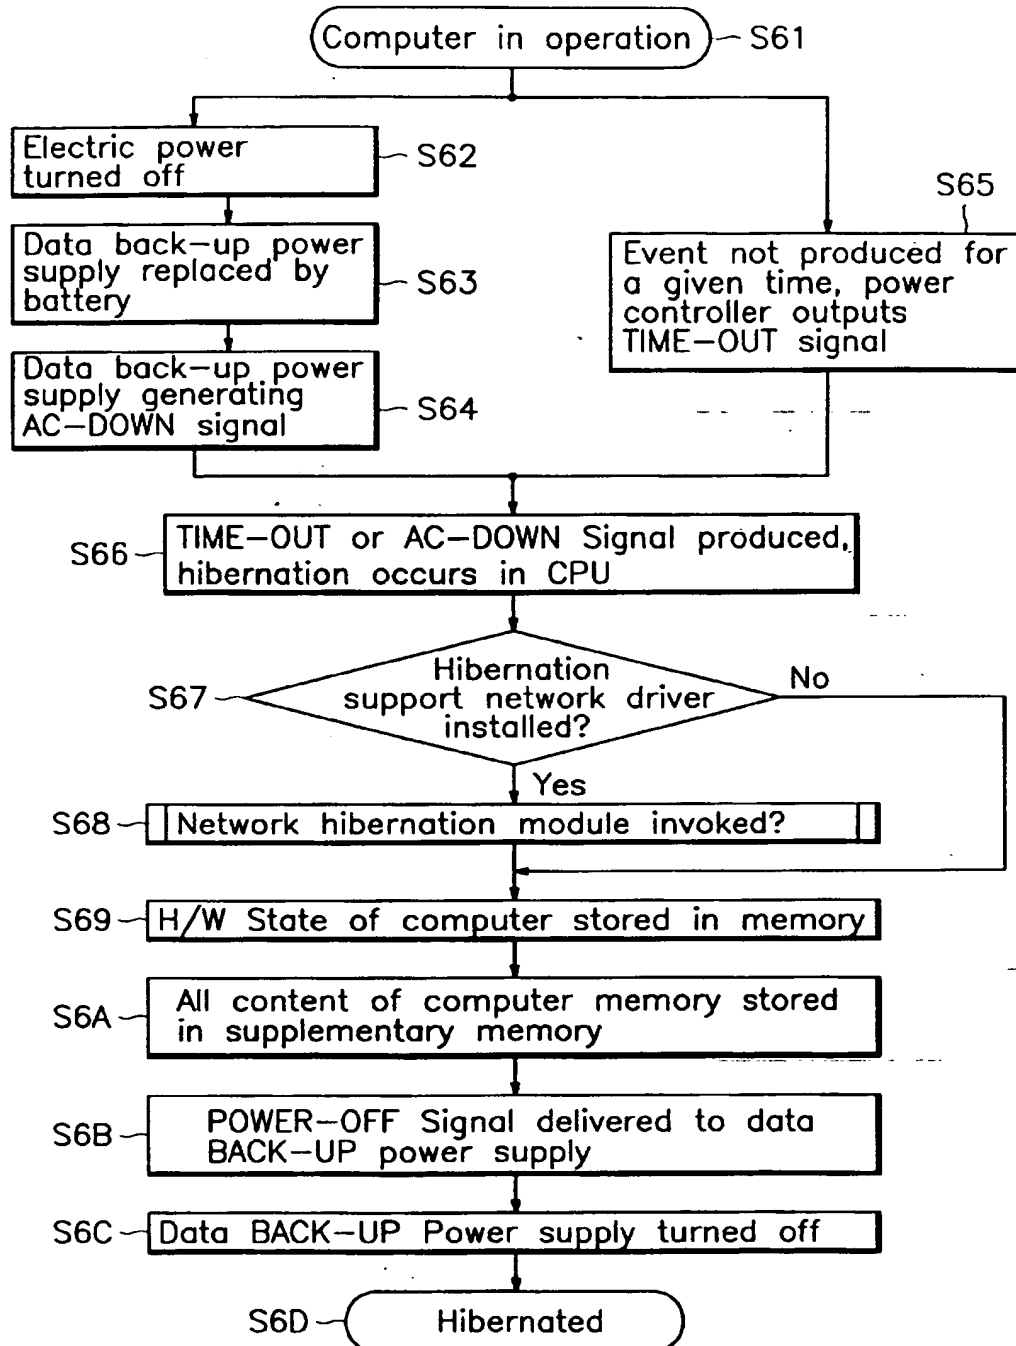 Computer in operation
S61
Electric power
turned off
S62
Data back-up power
supply replaced by
battery
S63
Data back-up power
supply generating
AC-DOWN signal
S64
S65
Event not produced for
a given time, power
controller outputs
TIME-OUT signal
S66
TIME-OUT or AC-DOWN Signal produced,
hibernation occurs in CPU
S67
Hibernation
support network driver
installed?
No
Yes
S68
Network hibernation module invoked?
S69
H/W State of computer stored in memory
S6A
All content of computer memory stored
in supplementary memory
S6B
POWER-OFF Signal delivered to data
BACK-UP power supply
S6C
Data BACK-UP Power supply turned off
S6D
Hibernated